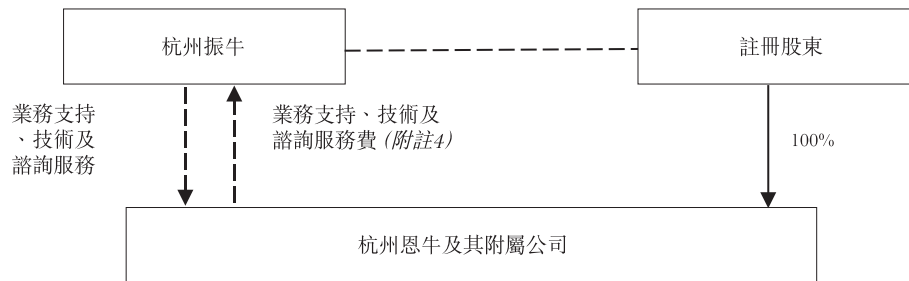 杭州振牛
註冊股東
業務支持
、技術及
諮詢服務
業務支持、技術及
諮詢服務費 (附註4)
100%
杭州恩牛及其附屬公司